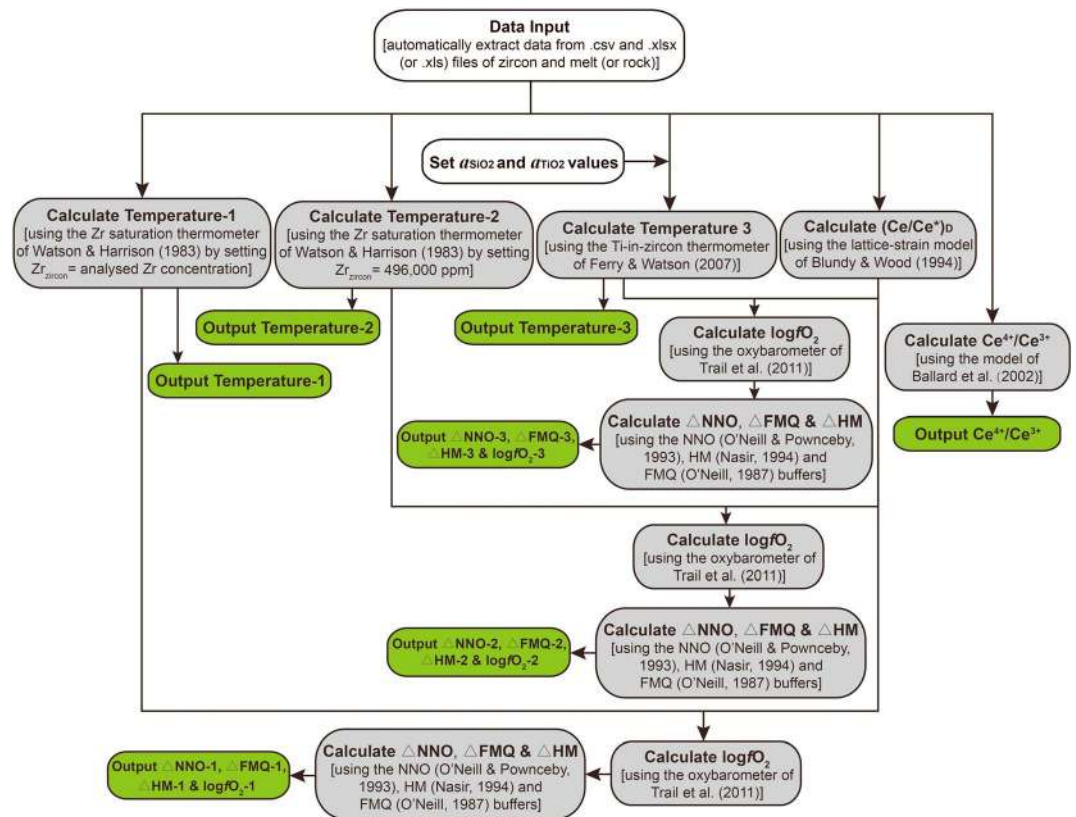 Data Input
[automatically extract data from .csv and .xlsx
(or .xls) files of zircon and melt (or rock)]
Set aSiO2 and aTiO2 values
Calculate Temperature-1
[using the Zr saturation thermometer
of Watson & Harrison (1983) by setting
Zrzircon= analysed Zr concentration]
Calculate Temperature-2
[using the Zr saturation thermometer
of Watson & Harrison (1983) by setting
Zrzircon= 496,000 ppm]
Calculate Temperature 3
[using the Ti-in-zircon thermometer
of Ferry & Watson (2007)]
Calculate (Ce/Ce*)D
[using the lattice-strain model
of Blundy & Wood (1994)]
Output Temperature-2
Output Temperature-3
Output Temperature-1
Calculate logfO2
[using the oxybarometer of
Trail et al. (2011)]
Calculate Ce⁴⁺/Ce³⁺
[using the model of
Ballard et al. (2002)]
Output Ce⁴⁺/Ce³⁺
Calculate △NNO, △FMQ & △HM
[using the NNO (O'Neill & Pownceby,
1993), HM (Nasir, 1994) and
FMQ (O'Neill, 1987) buffers]
Output △NNO-3, △FMQ-3,
△HM-3 & logfO2-3
Calculate logfO2
[using the oxybarometer of
Trail et al. (2011)]
Calculate △NNO, △FMQ & △HM
[using the NNO (O'Neill & Pownceby,
1993), HM (Nasir, 1994) and
FMQ (O'Neill, 1987) buffers]
Output △NNO-2, △FMQ-2,
△HM-2 & logfO2-2
Calculate logfO2
[using the oxybarometer of
Trail et al. (2011)]
Calculate △NNO, △FMQ & △HM
[using the NNO (O'Neill & Pownceby,
1993), HM (Nasir, 1994) and
FMQ (O'Neill, 1987) buffers]
Output △NNO-1, △FMQ-1,
△HM-1 & logfO2-1